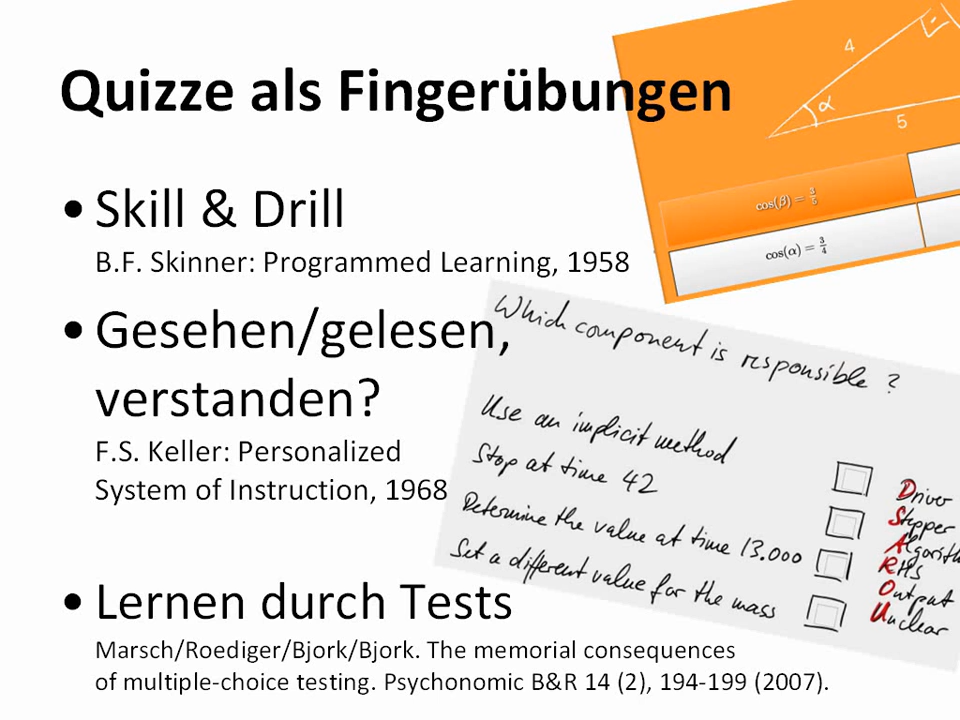 Quizze als Fingerübungen
4
α
5
cos(β) = 3/5
cos(α) = 3/4
• Skill & Drill
B.F. Skinner: Programmed Learning, 1958
• Gesehen/gelesen,
verstanden?
F.S. Keller: Personalized
System of Instruction, 1968
Which component is responsible?
Use an implicit method
Stop at time 42
Determine the value at time 13.000
Set a different value for the mass
Driver
Stepper
Algorith
RHS
Output
Unclear
• Lernen durch Tests
Marsch/Roediger/Bjork/Bjork. The memorial consequences
of multiple-choice testing. Psychonomic B&R 14 (2), 194-199 (2007).